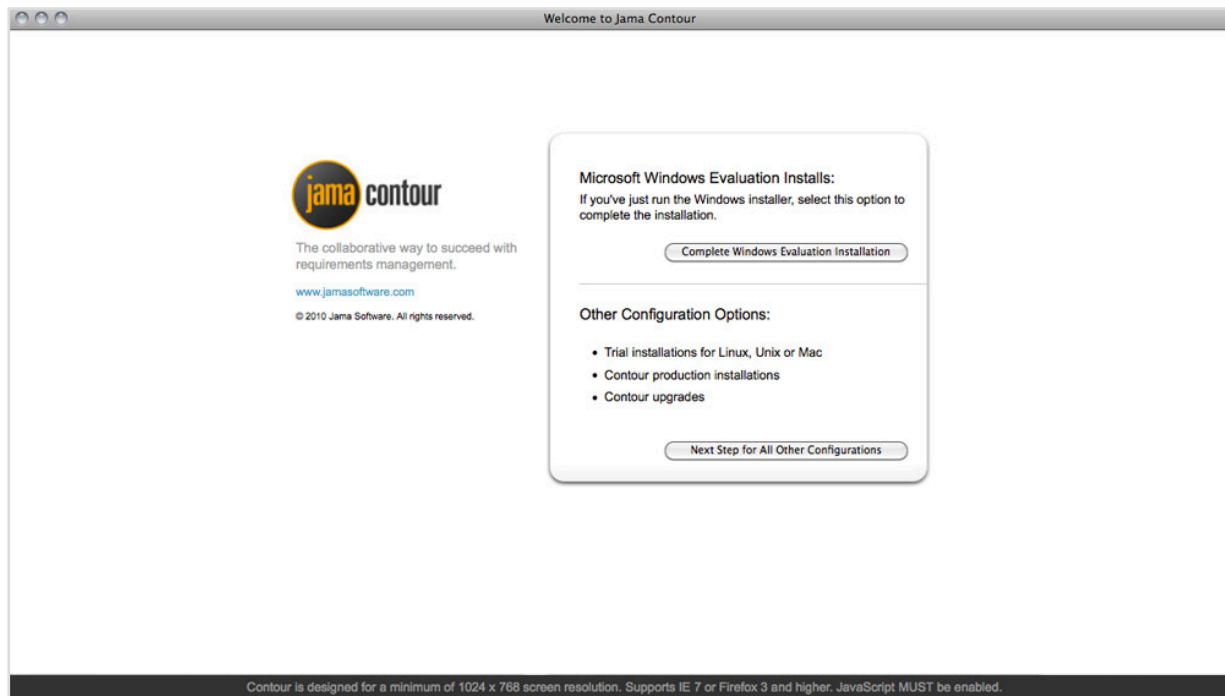 Welcome to Jama Contour
jama contour
The collaborative way to succeed with
requirements management.
www.jamasoftware.com
© 2010 Jama Software. All rights reserved.
Microsoft Windows Evaluation Installs:
If you've just run the Windows installer, select this option to
complete the installation.
Complete Windows Evaluation Installation
Other Configuration Options:
• Trial installations for Linux, Unix or Mac
• Contour production installations
• Contour upgrades
Next Step for All Other Configurations
Contour is designed for a minimum of 1024 x 768 screen resolution. Supports IE 7 or Firefox 3 and higher. JavaScript MUST be enabled.